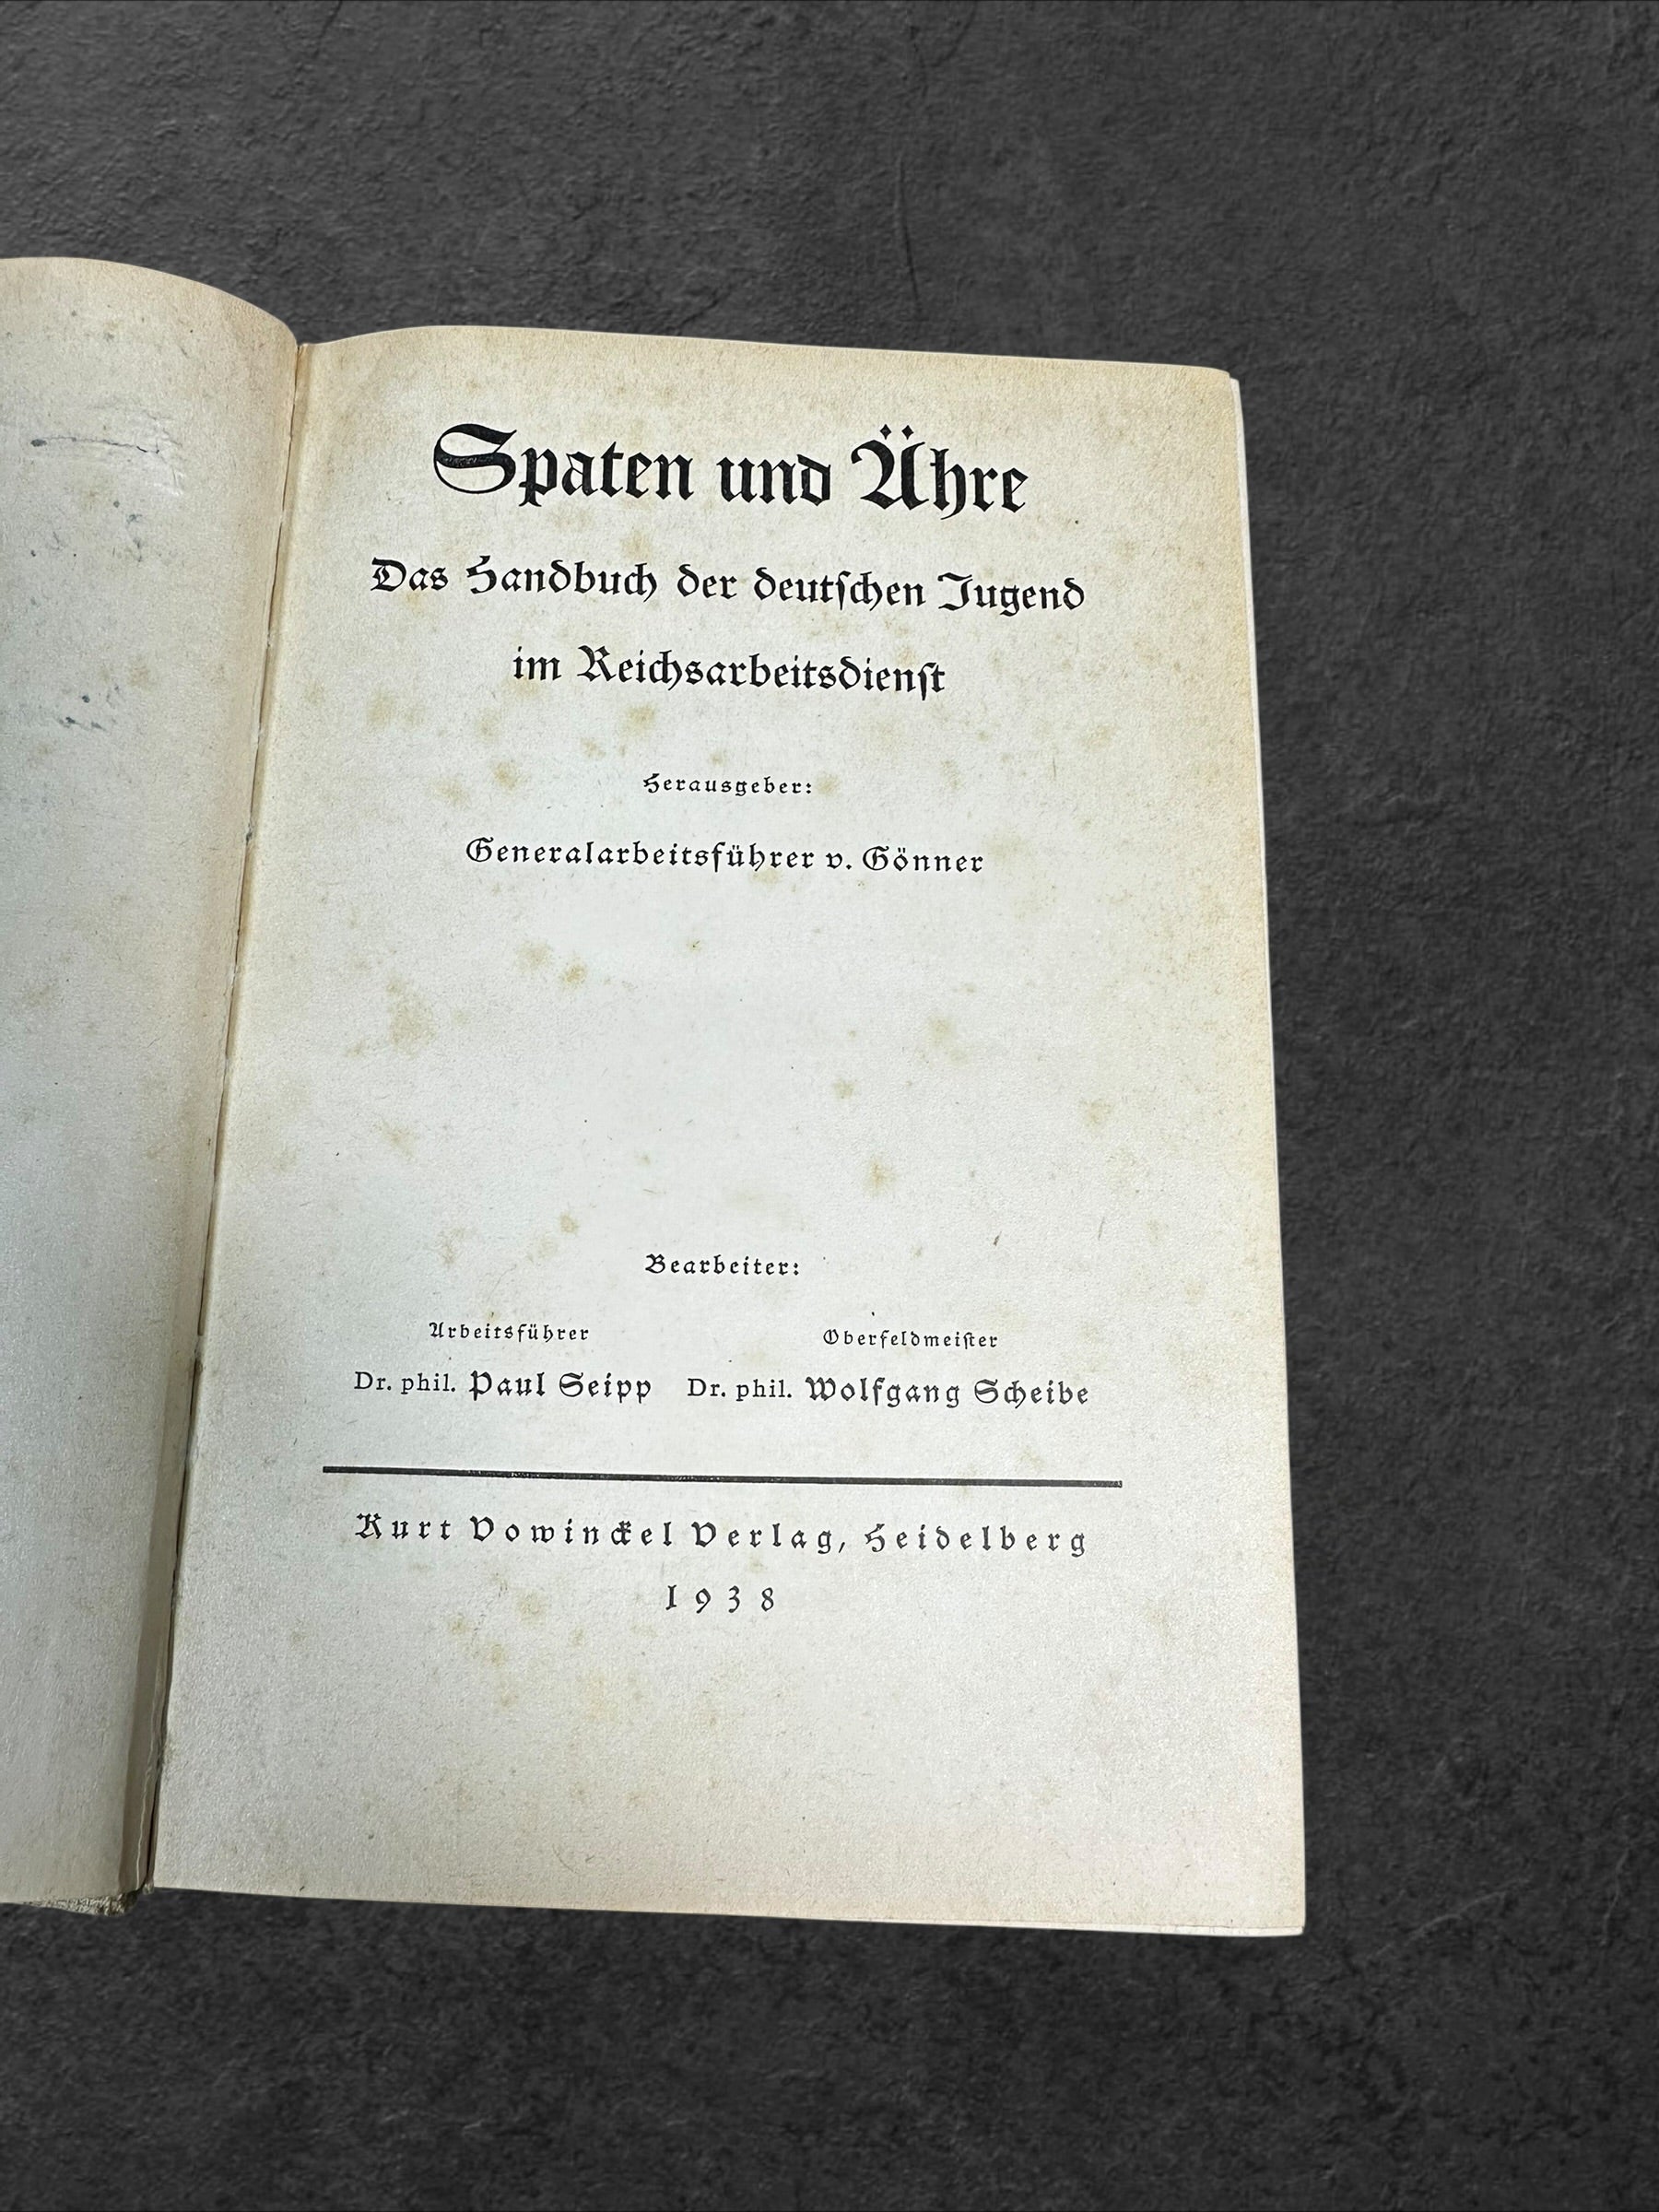 Spaten und Ähre
Das Handbuch der deutschen Jugend
im Reichsarbeitsdienst
Herausgeber:
Generalarbeitsführer v. Gönner
Bearbeiter:
Arbeitsführer Oberfeldmeister
Dr. phil. Paul Seipp Dr. phil. Wolfgang Scheibe
Kurt Vowinckel Verlag, Heidelberg
1938